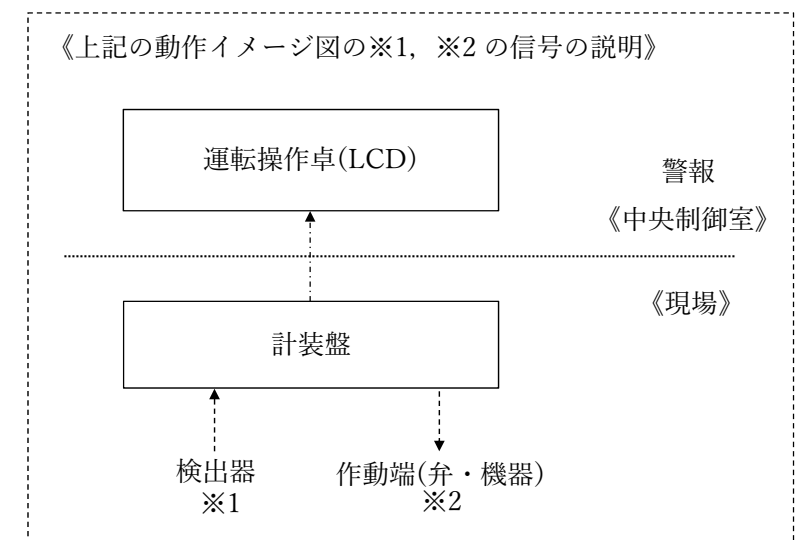 《上記の動作イメージ図の※1，※2 の信号の説明》
運転操作卓(LCD)
警報
《中央制御室》
《現場》
計装盤
検出器
※1
作動端(弁・機器)
※2